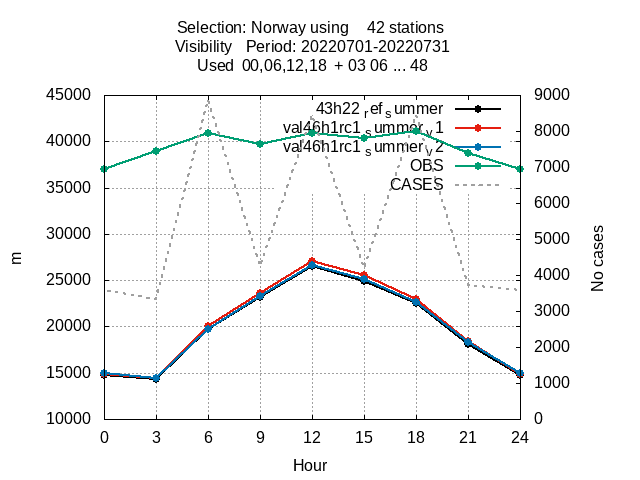 Selection: Norway using 42 stations
Visibility Period: 20220701-20220731
Used 00,06,12,18 + 03 06 ... 48
45000
40000
35000
30000
25000
20000
15000
10000
m
9000
8000
7000
6000
5000
4000
3000
2000
1000
0
No cases
43h22 ref summer
val46h1rc1 summer v1
val46h1rc1 summer v2
OBS
CASES
0 3 6 9 12 15 18 21 24
Hour